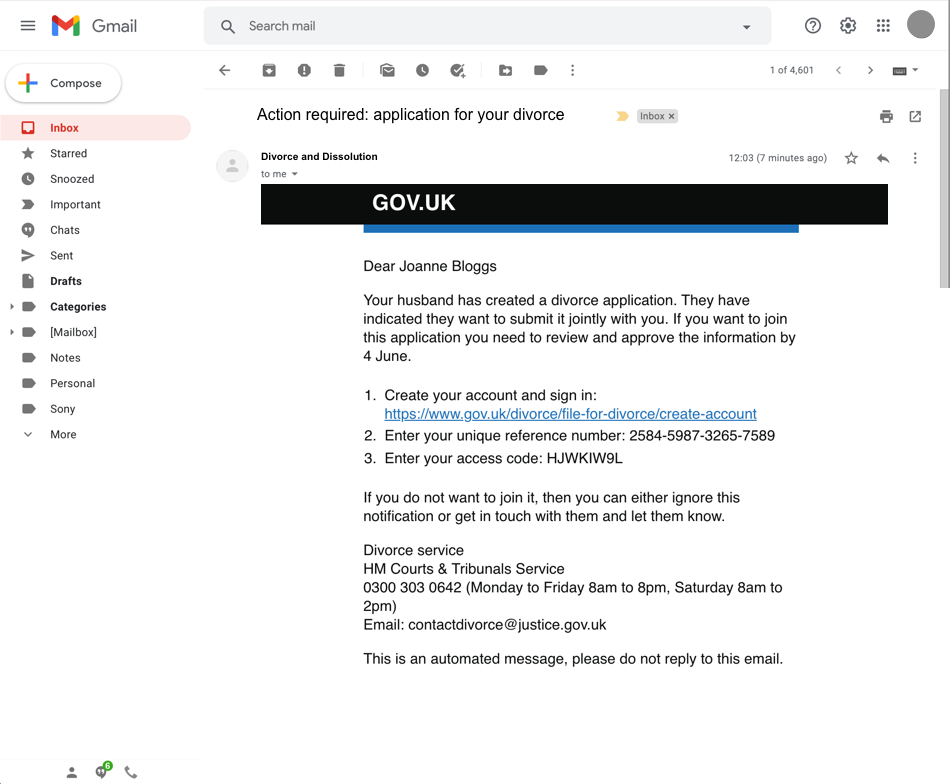 Gmail
Search mail
Compose
1 of 4,601
Inbox
Starred
Snoozed
Important
Chats
Sent
Drafts
Categories
[Mailbox]
Notes
Personal
Sony
More
6
Action required: application for your divorce
Inbox ×
Divorce and Dissolution
12:03 (7 minutes ago)
to me
GOV.UK
Dear Joanne Bloggs
Your husband has created a divorce application. They have
indicated they want to submit it jointly with you. If you want to join
this application you need to review and approve the information by
4 June.
1. Create your account and sign in:
https://www.gov.uk/divorce/file-for-divorce/create-account
2. Enter your unique reference number: 2584-5987-3265-7589
3. Enter your access code: HJWKIW9L
If you do not want to join it, then you can either ignore this
notification or get in touch with them and let them know.
Divorce service
HM Courts & Tribunals Service
0300 303 0642 (Monday to Friday 8am to 8pm, Saturday 8am to
2pm)
Email: contactdivorce@justice.gov.uk
This is an automated message, please do not reply to this email.